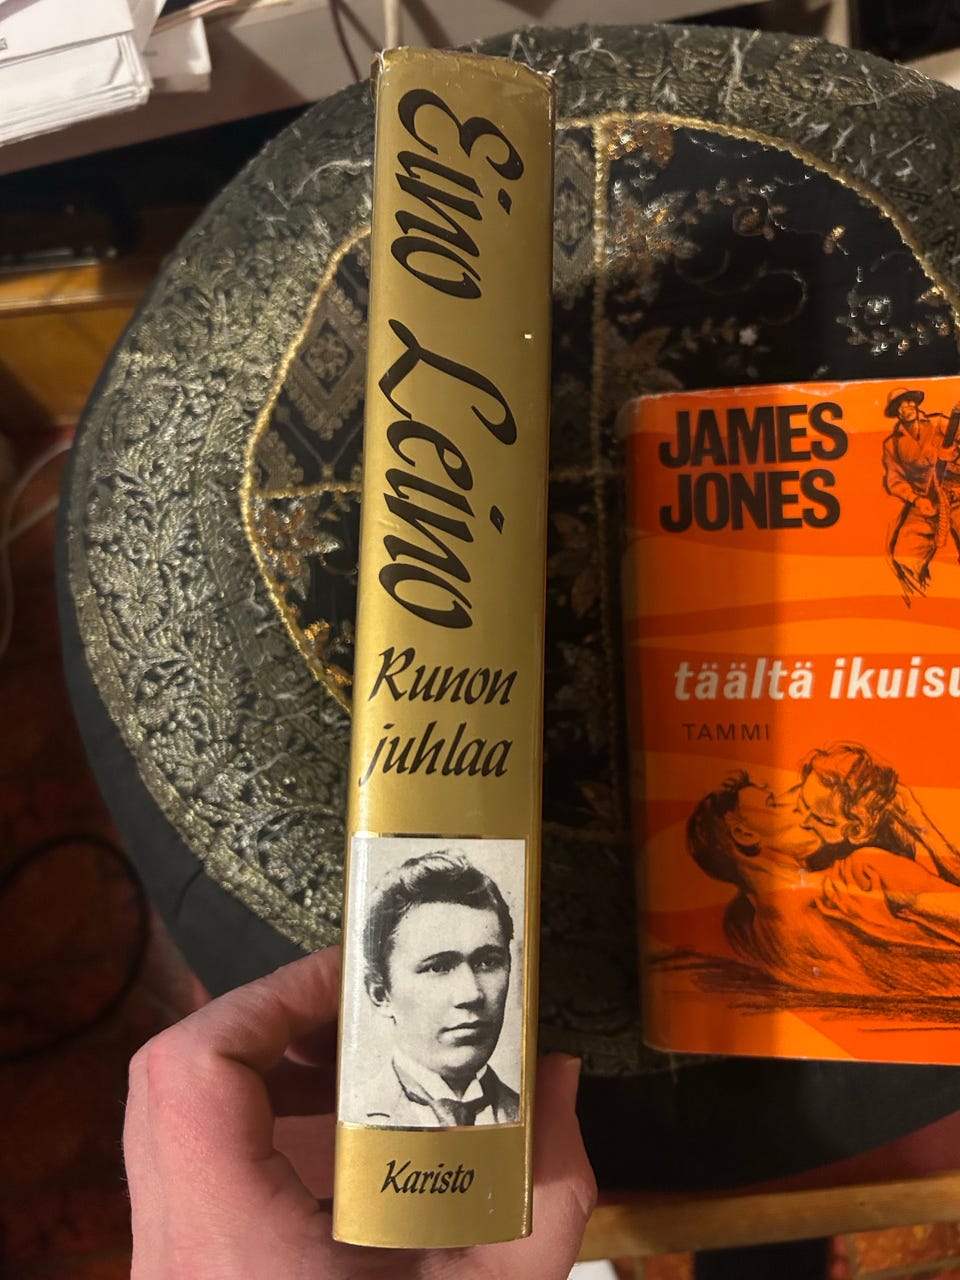 Eino Leino
Runon
juhlaa
Karisto
JAMES
JONES
täältä ikuisu
TAMMI